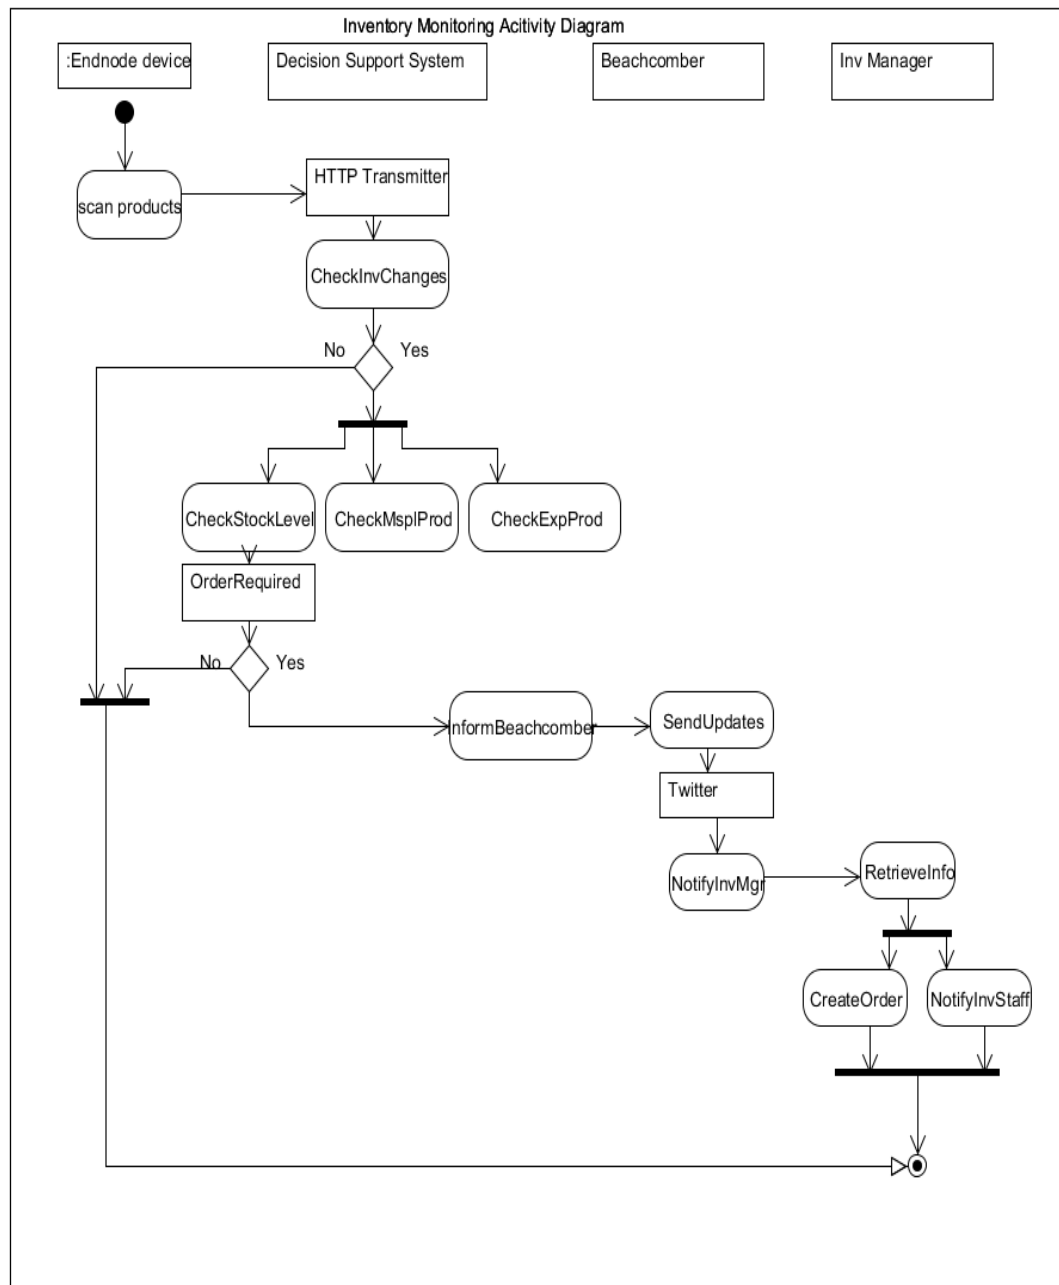 Inventory Monitoring Acitivity Diagram
:Endnode device
Decision Support System
Beachcomber
Inv Manager
HTTP Transmitter
scan products
CheckInvChanges
No
Yes
CheckStockLevel
CheckMsplProd
CheckExpProd
OrderRequired
No
Yes
InformBeachcomber
SendUpdates
Twitter
NotifyInvMgr
RetrieveInfo
CreateOrder
NotifyInvStaff